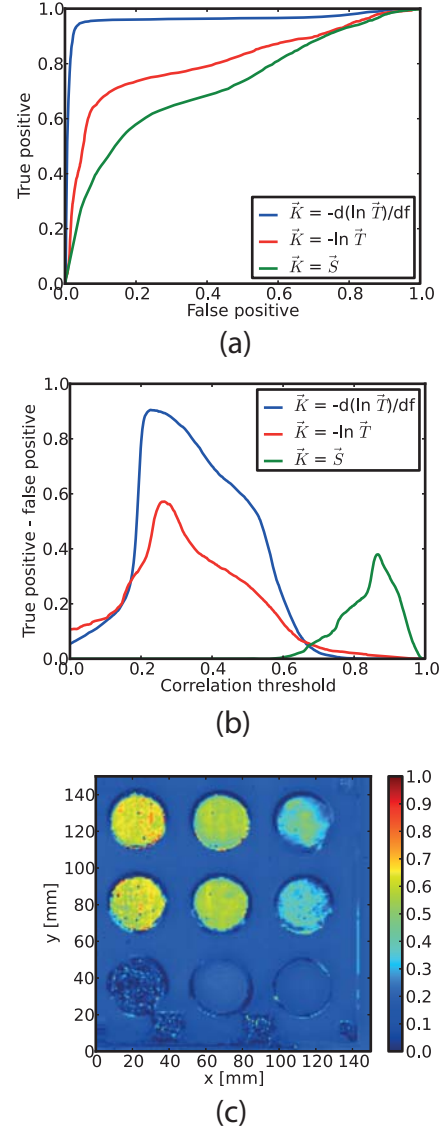 1.0
0.8
0.6
0.4
0.2
0.0
0.0 0.2 0.4 0.6 0.8 1.0
True positive
False positive
K⃗ = -d(ln T⃗)/df
K⃗ = -ln T⃗
K⃗ = S⃗
(a)
1.0
0.8
0.6
0.4
0.2
0.0
0.0 0.2 0.4 0.6 0.8 1.0
True positive - false positive
Correlation threshold
K⃗ = -d(ln T⃗)/df
K⃗ = -ln T⃗
K⃗ = S⃗
(b)
140
120
100
80
60
40
20
0
0 20 40 60 80 100 120 140
y [mm]
x [mm]
1.0
0.9
0.8
0.7
0.6
0.5
0.4
0.3
0.2
0.1
0.0
(c)